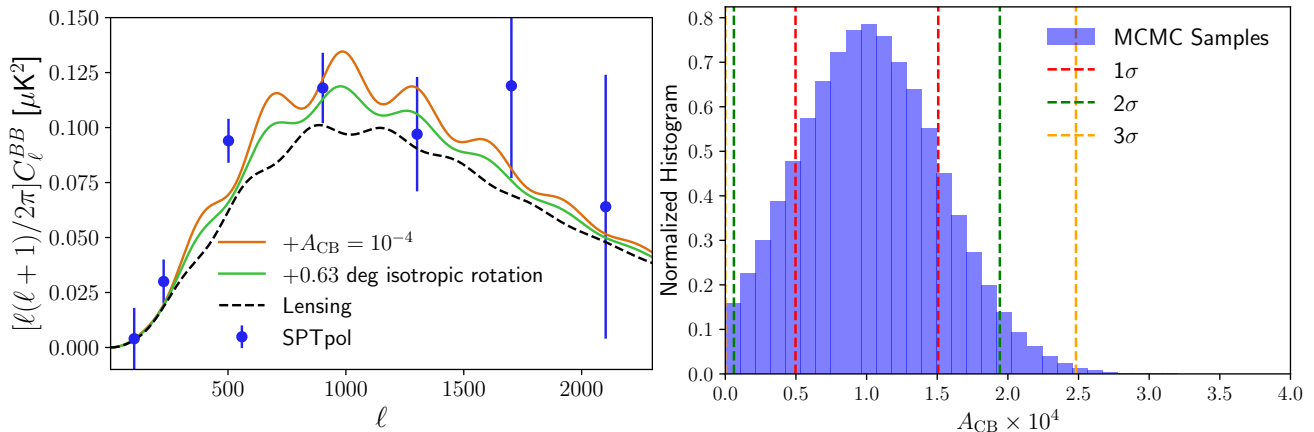 0.150
0.125
0.100
0.075
0.050
0.025
0.000
[ℓ(ℓ + 1)/2π]C_ℓ^{BB} [μK²]
+A_CB = 10⁻⁴
+0.63 deg isotropic rotation
Lensing
SPTpol
500 1000 1500 2000
ℓ
0.8
0.7
0.6
0.5
0.4
0.3
0.2
0.1
0.0
Normalized Histogram
MCMC Samples
1σ
2σ
3σ
0.0 0.5 1.0 1.5 2.0 2.5 3.0 3.5 4.0
A_CB × 10⁴